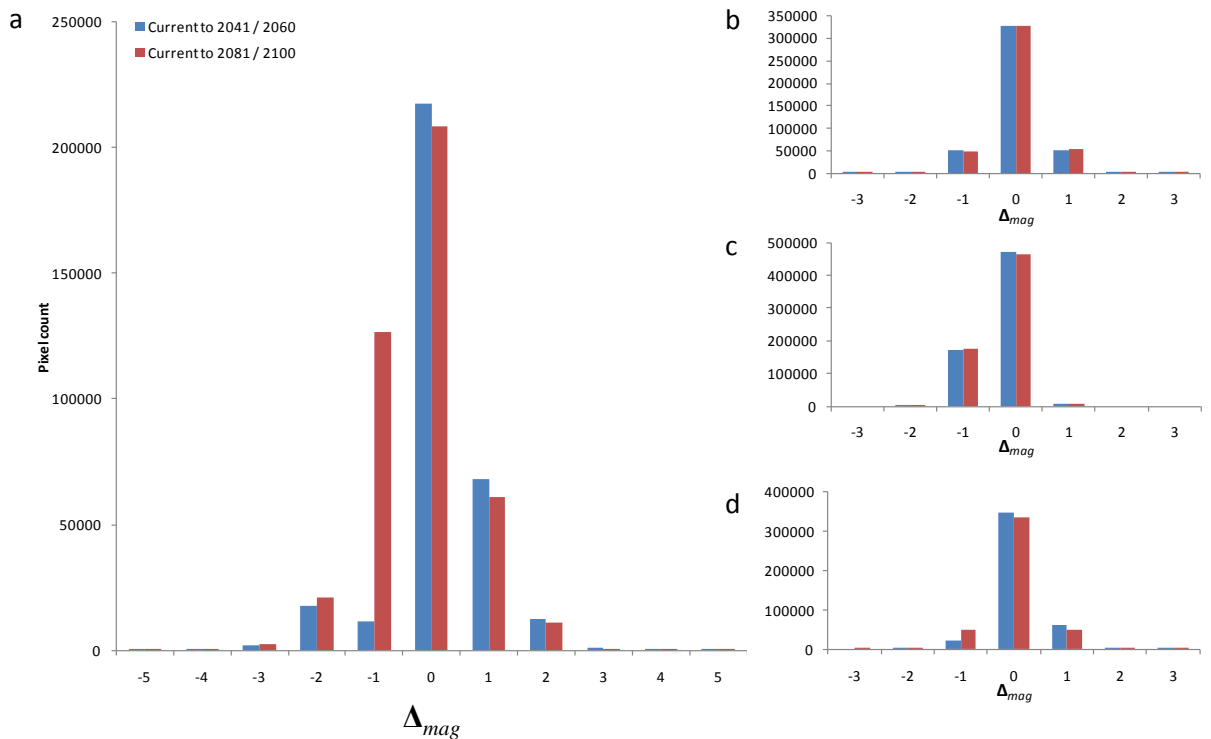 a
Current to 2041 / 2060
Current to 2081 / 2100
250000
200000
150000
100000
50000
0
Pixel count
-5 -4 -3 -2 -1 0 1 2 3 4 5
Δmag
b
350000
300000
250000
200000
150000
100000
50000
0
-3 -2 -1 0 1 2 3
Δmag
c
500000
400000
300000
200000
100000
0
-3 -2 -1 0 1 2 3
Δmag
d
400000
300000
200000
100000
0
-3 -2 -1 0 1 2 3
Δmag